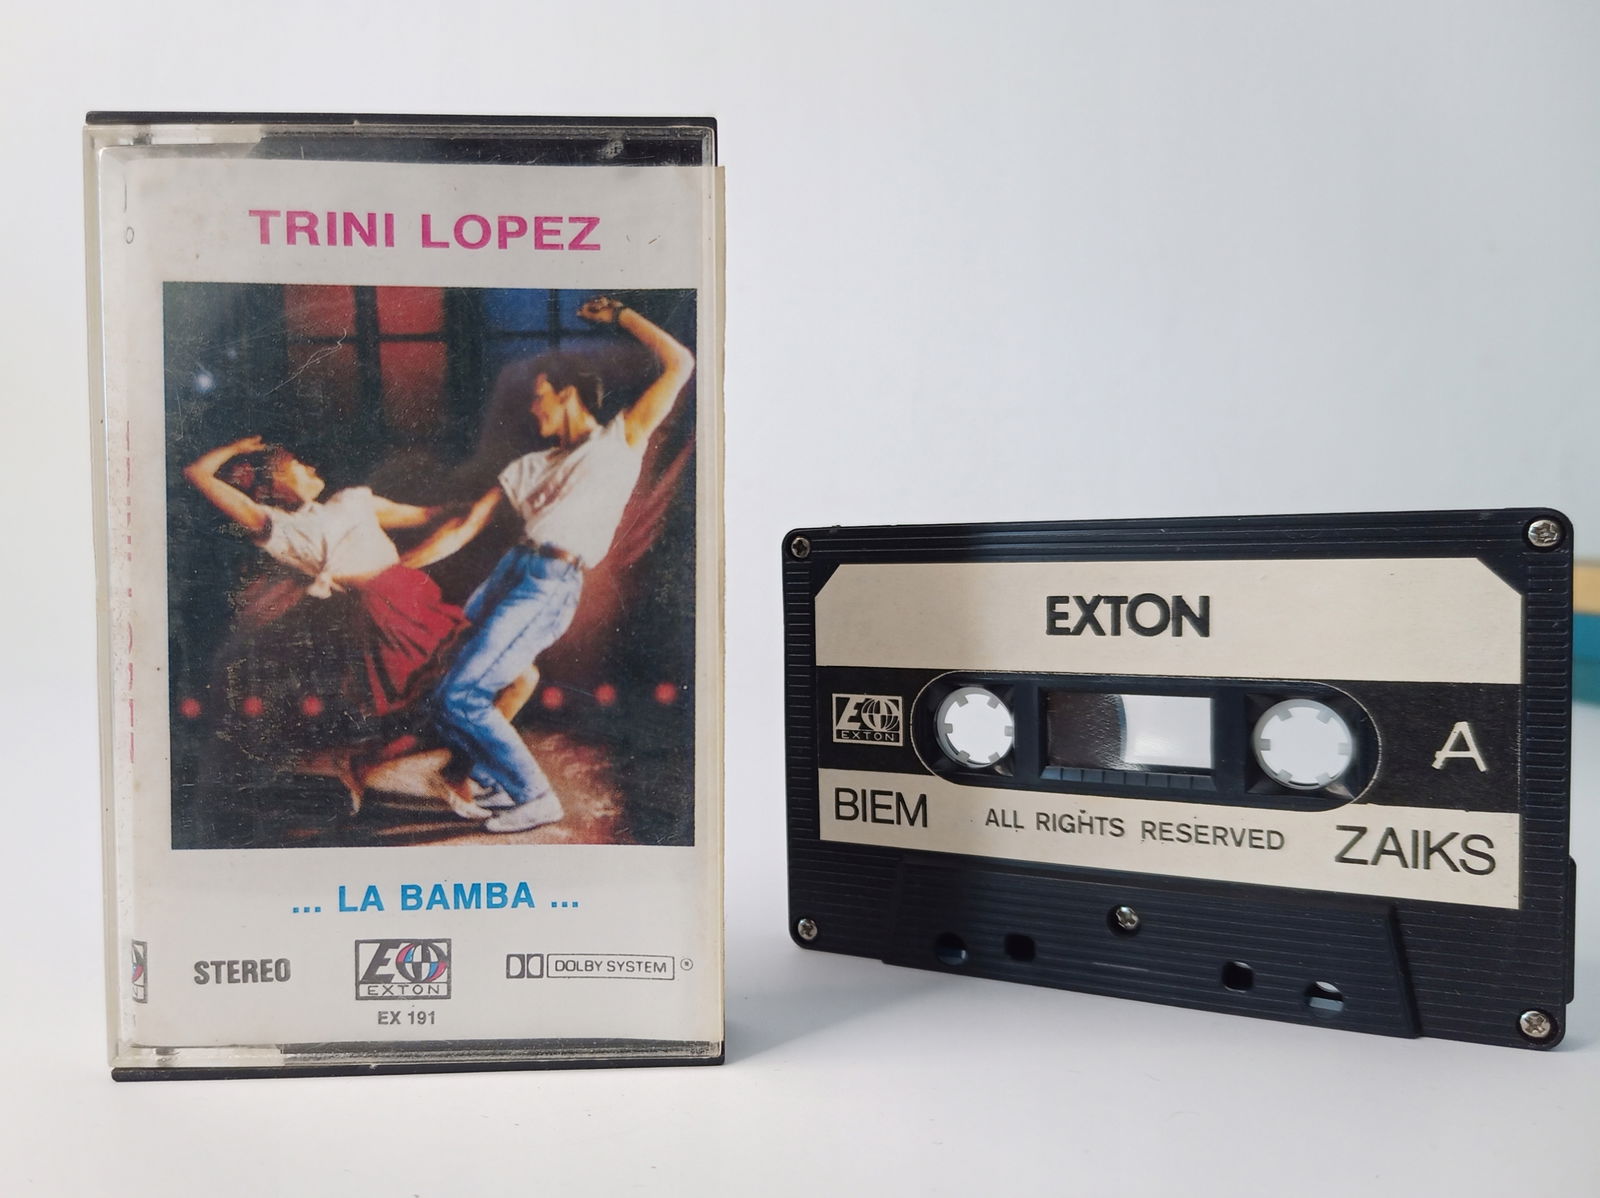 TRINI LOPEZ
... LA BAMBA ...
STEREO
EXTON
DOLBY SYSTEM
EX 191
EXTON
EXTON
A
BIEM
ALL RIGHTS RESERVED
ZAIKS